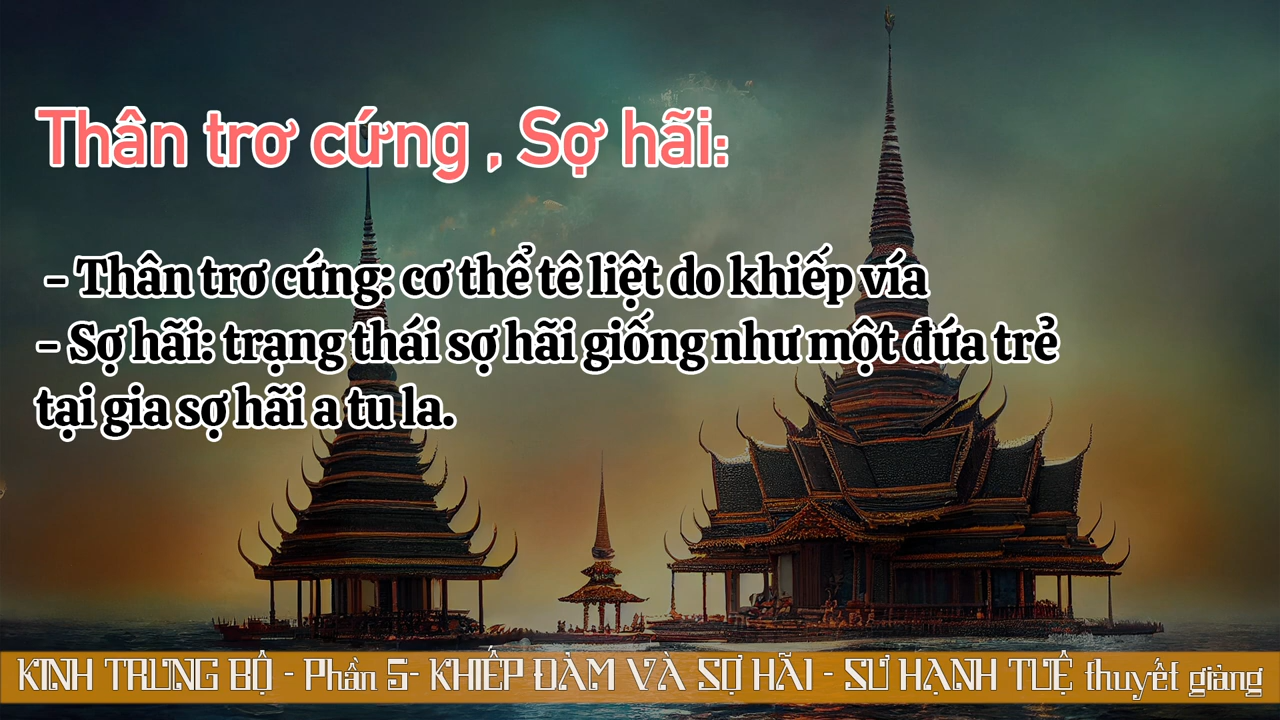 Thân trơ cứng , Sợ hãi:
- Thân trơ cứng: cơ thể tê liệt do khiếp vía
- Sợ hãi: trạng thái sợ hãi giống như một đứa trẻ
tại gia sợ hãi a tu la.
KINH TRUNG BỘ - Phần 5- KHIẾP ĐẢM VÀ SỢ HÃI - SƯ HẠNH TUỆ thuyết giảng